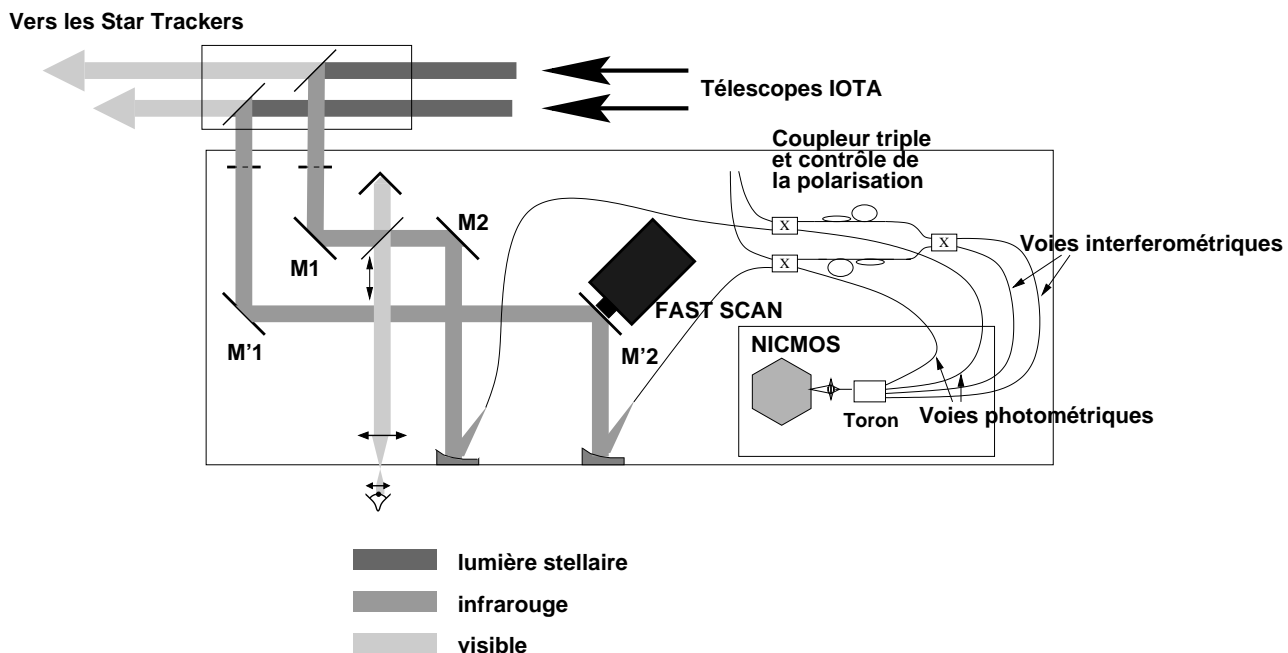 Vers les Star Trackers
Télescopes IOTA
Coupleur triple
et contrôle de
la polarisation
M2
M1
X
X
X
Voies interferométriques
FAST SCAN
M'1
M'2
NICMOS
Toron
Voies photométriques
lumière stellaire
infrarouge
visible